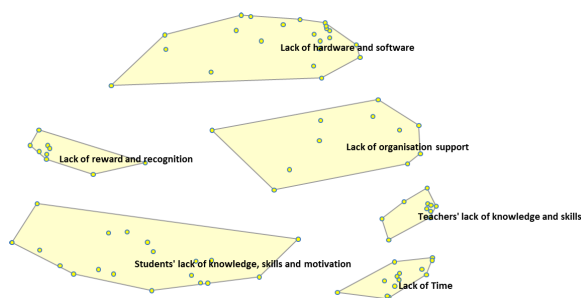 Lack of hardware and software
Lack of organisation support
Lack of reward and recognition
Teachers' lack of knowledge and skills
Students' lack of knowledge, skills and motivation
Lack of Time